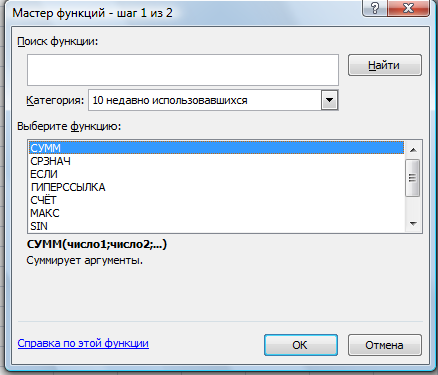 Мастер функций - шаг 1 из 2
Поиск функции:
Найти
Категория: 10 недавно использовавшихся
Выберите функцию:
СУММ
СРЗНАЧ
ЕСЛИ
ГИПЕРССЫЛКА
СЧЁТ
МАКС
SIN
СУММ(число1;число2;...)
Суммирует аргументы.
Справка по этой функции
ОК
Отмена